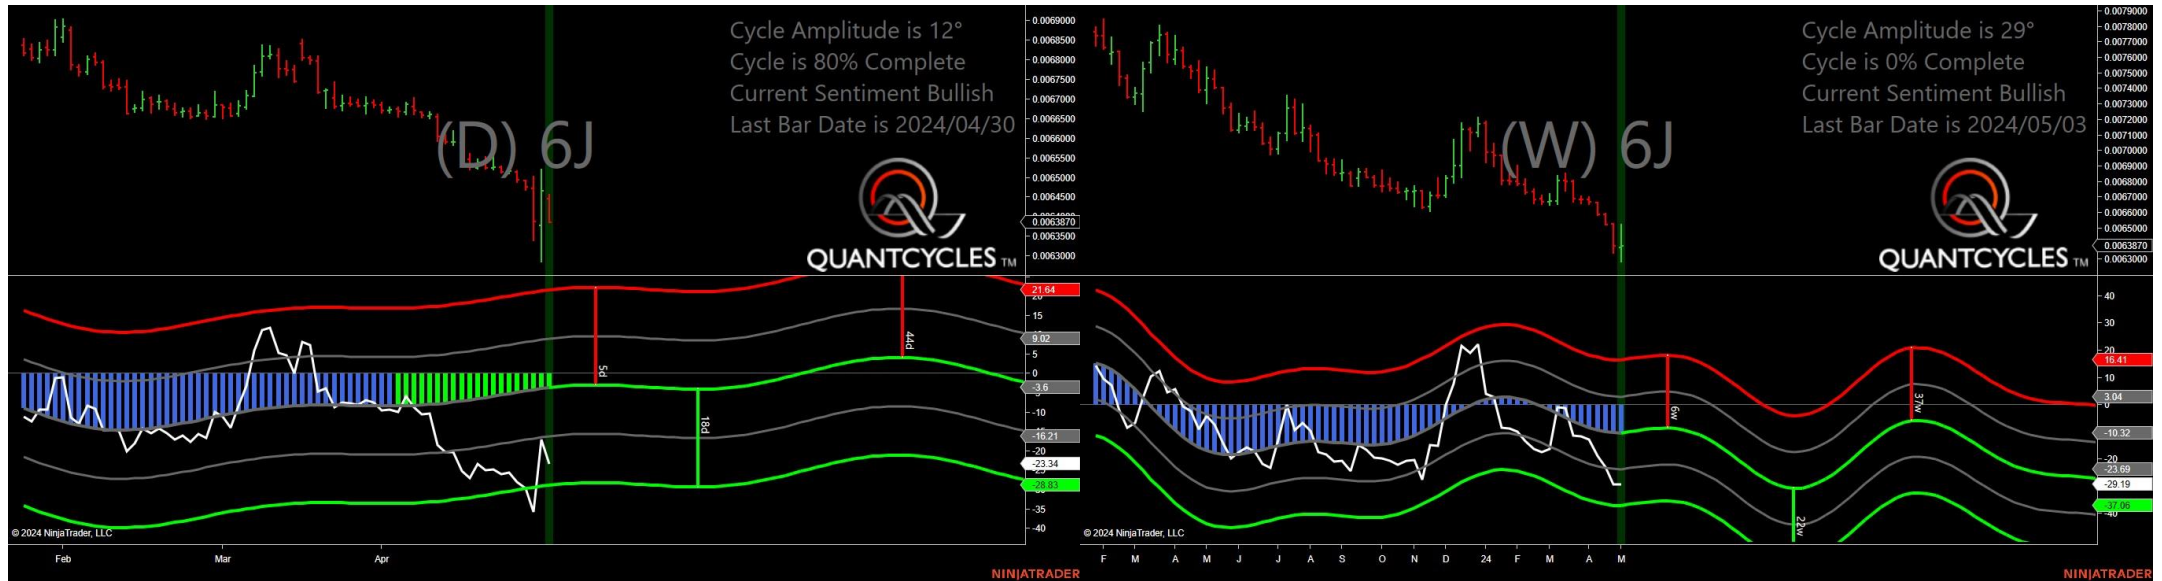 Cycle Amplitude is 12°
Cycle is 80% Complete
Current Sentiment Bullish
Last Bar Date is 2024/04/30
(D) 6J
QUANTCYCLES TM
0.0069000
0.0068500
0.0068000
0.0067500
0.0067000
0.0066500
0.0066000
0.0065500
0.0065000
0.0064500
0.0063870
0.0063500
0.0063000
21.64
20
15
9.02
5
0
-3.6
-10
-16.21
-20
-23.34
-28.83
-35
-40
5d
18d
44d
© 2024 NinjaTrader, LLC
Feb Mar Apr
NINJATRADER
Cycle Amplitude is 29°
Cycle is 0% Complete
Current Sentiment Bullish
Last Bar Date is 2024/05/03
(W) 6J
QUANTCYCLES TM
0.0079000
0.0078000
0.0077000
0.0076000
0.0075000
0.0074000
0.0073000
0.0072000
0.0071000
0.0070000
0.0069000
0.0068000
0.0067000
0.0066000
0.0065000
0.0063870
0.0063000
40
30
20
16.41
10
3.04
0
-10.32
-20
-23.69
-29.19
-37.06
-40
6w
22w
37w
© 2024 NinjaTrader, LLC
F M A M J J A S O N D 24 F M A M
NINJATRADER